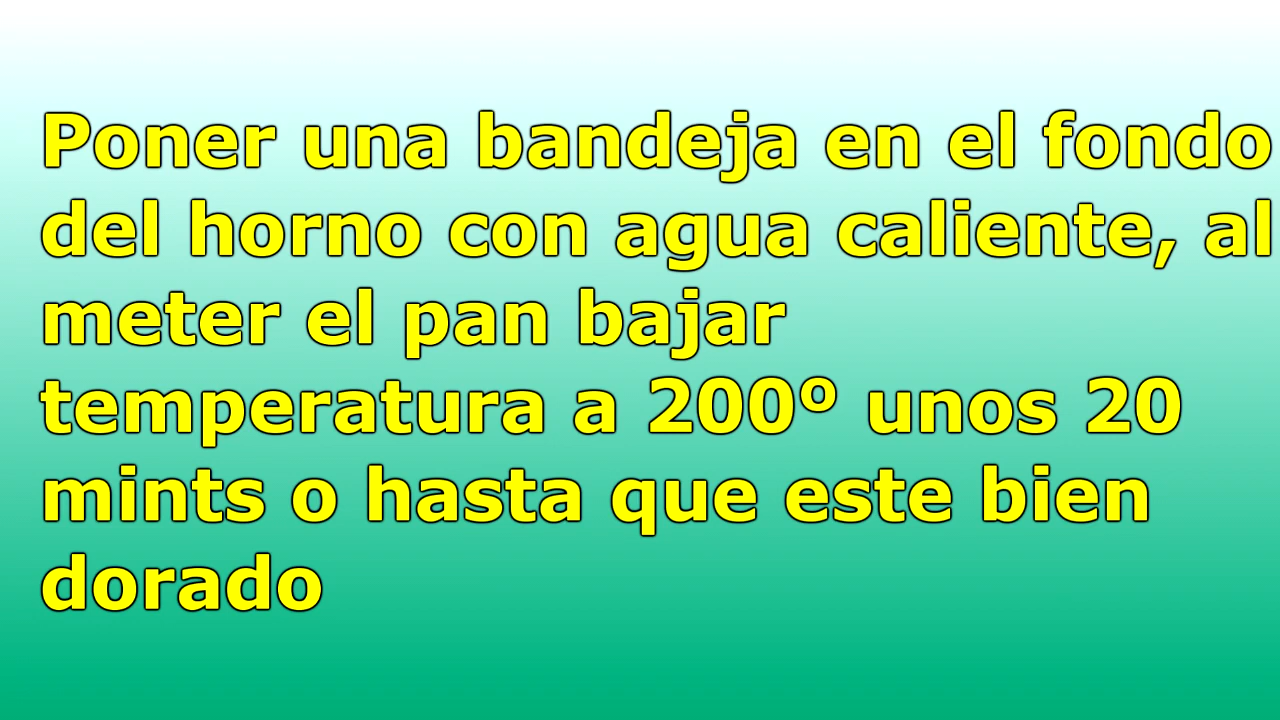 Poner una bandeja en el fondo
del horno con agua caliente, al
meter el pan bajar
temperatura a 200º unos 20
mints o hasta que este bien
dorado